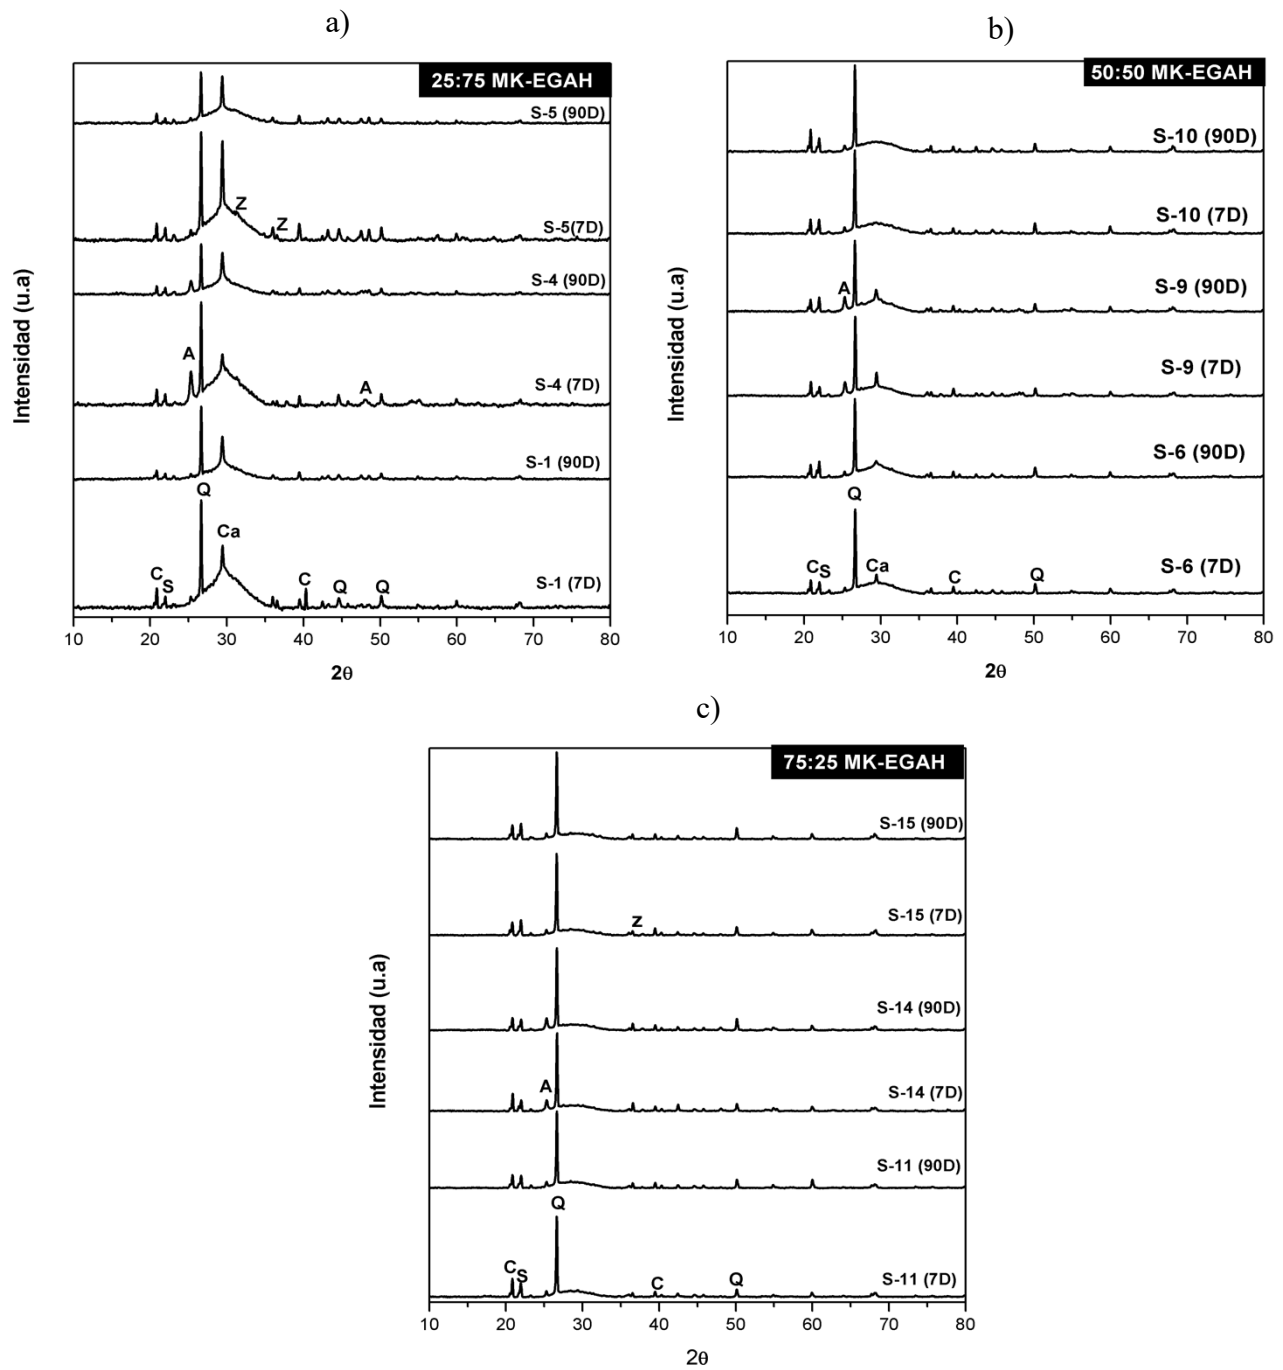 a)
25:75 MK-EGAH
S-5 (90D)
Z
Z
S-5(7D)
S-4 (90D)
A
A
S-4 (7D)
S-1 (90D)
Q
Ca
C
S
C
Q
Q
S-1 (7D)
Intensidad (u.a)
10 20 30 40 50 60 70 80
2θ
b)
50:50 MK-EGAH
S-10 (90D)
S-10 (7D)
A
S-9 (90D)
S-9 (7D)
S-6 (90D)
Q
S-6 (7D)
C
S
Ca
C
Q
Intensidad (u.a)
10 20 30 40 50 60 70 80
2θ
c)
75:25 MK-EGAH
S-15 (90D)
S-15 (7D)
z
S-14 (90D)
A
S-14 (7D)
S-11 (90D)
Q
C
S
C
Q
S-11 (7D)
Intensidad (u.a)
10 20 30 40 50 60 70 80
2θ